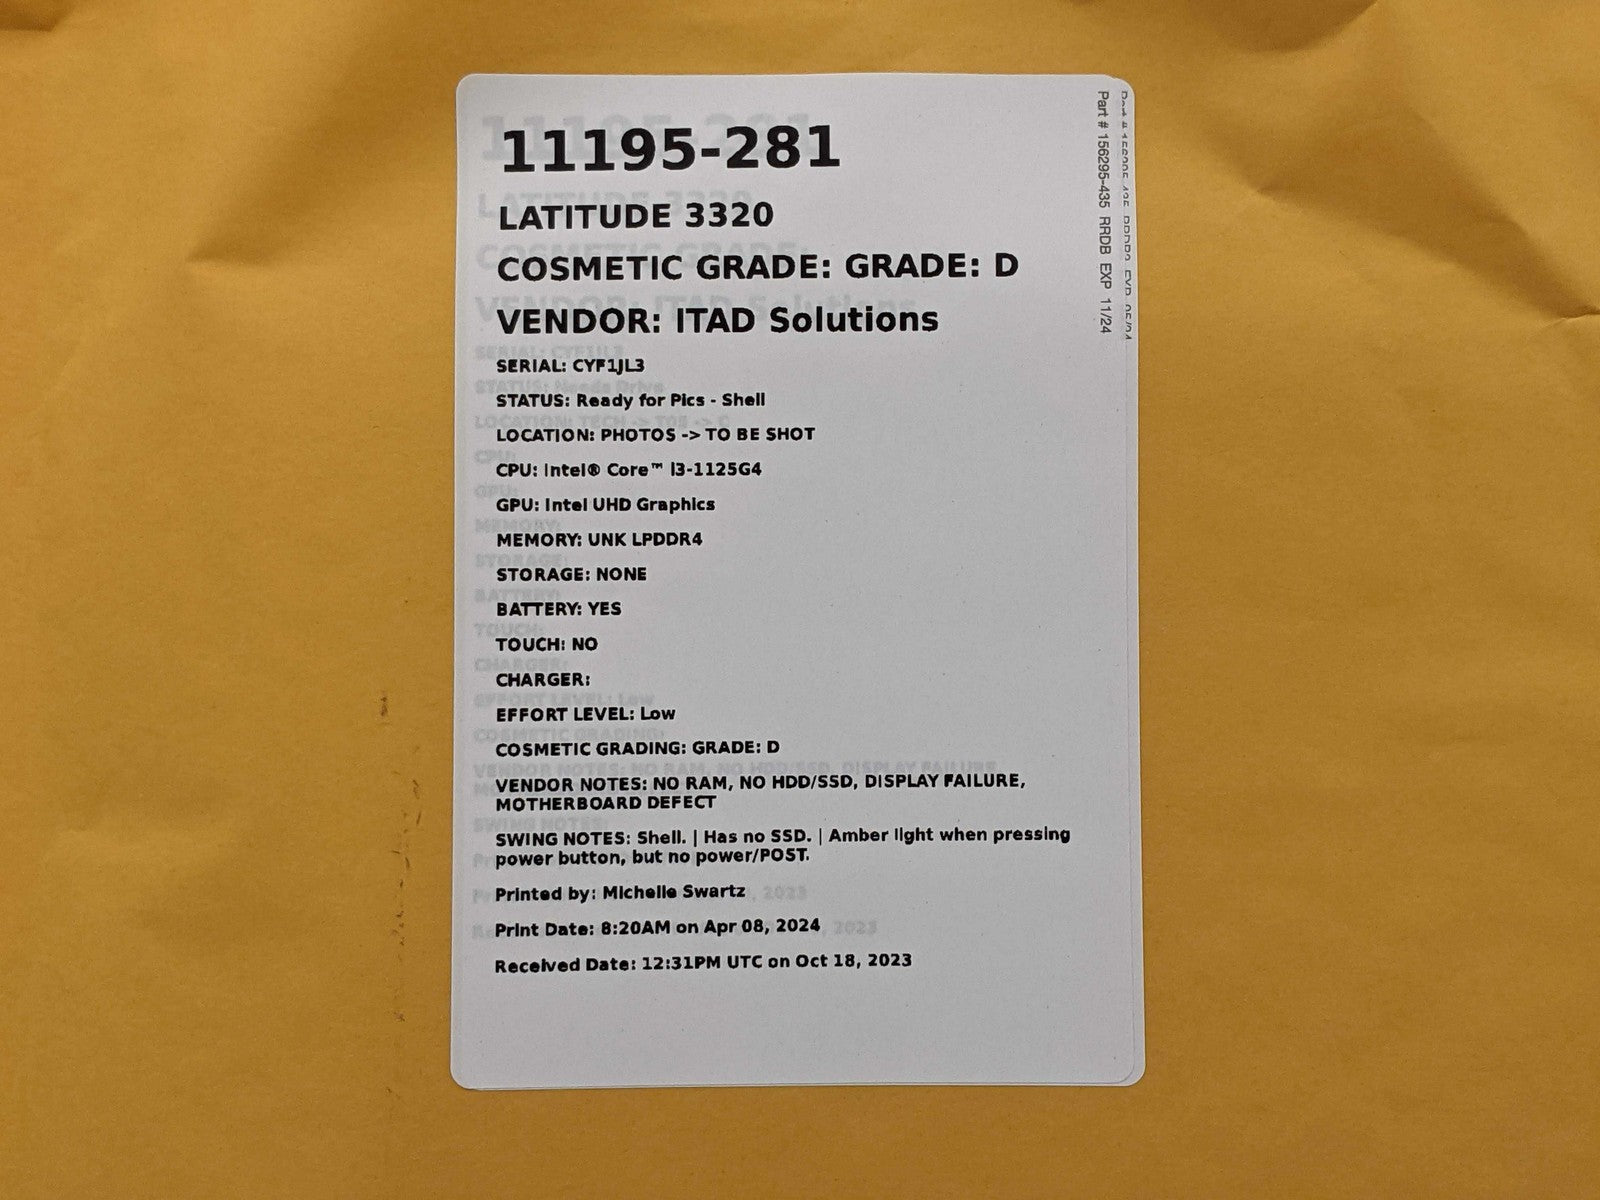 11195-281
LATITUDE 3320
COSMETIC GRADE: GRADE: D
VENDOR: ITAD Solutions
SERIAL: CYF1JL3
STATUS: Ready for Pics - Shell
LOCATION: PHOTOS -> TO BE SHOT
CPU: Intel® Core™ i3-1125G4
GPU: Intel UHD Graphics
MEMORY: UNK LPDDR4
STORAGE: NONE
BATTERY: YES
TOUCH: NO
CHARGER:
EFFORT LEVEL: Low
COSMETIC GRADING: GRADE: D
VENDOR NOTES: NO RAM, NO HDD/SSD, DISPLAY FAILURE,
MOTHERBOARD DEFECT
SWING NOTES: Shell. | Has no SSD. | Amber light when pressing
power button, but no power/POST.
Printed by: Michelle Swartz
Print Date: 8:20AM on Apr 08, 2024
Received Date: 12:31PM UTC on Oct 18, 2023
Part # 156295-435 RRDB EXP 11/24